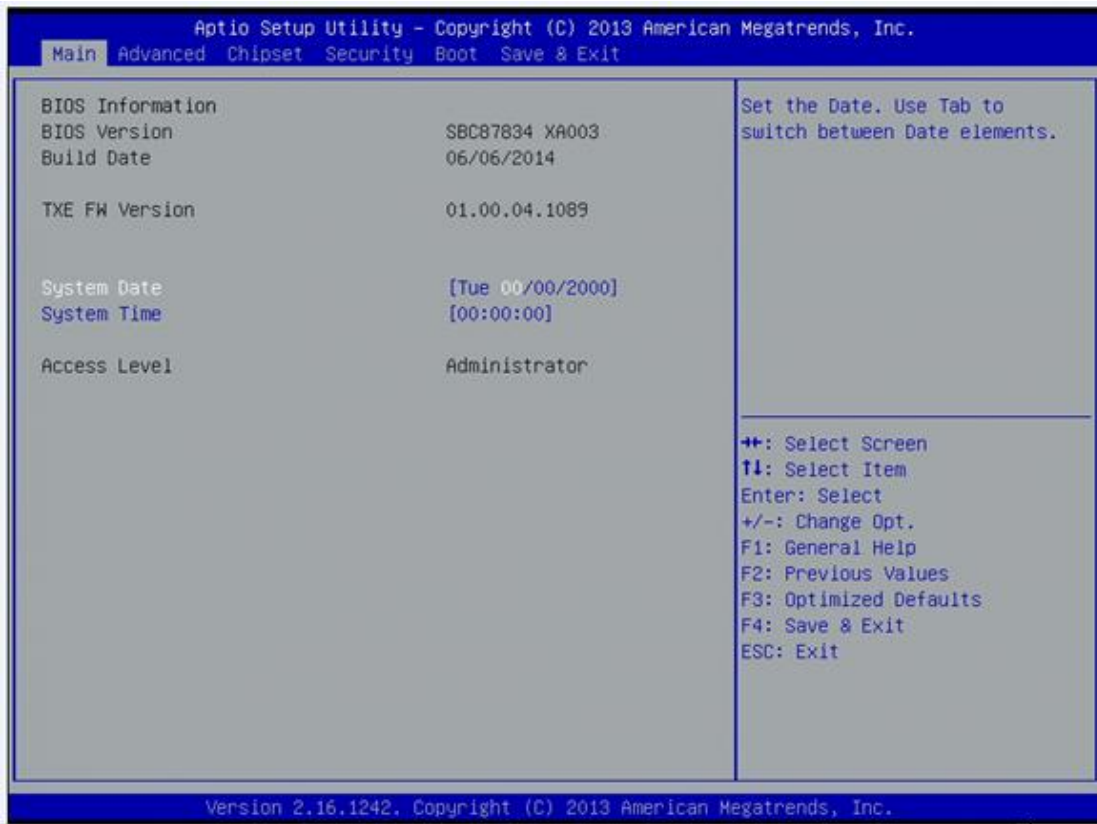 Aptio Setup Utility – Copyright (C) 2013 American Megatrends, Inc.
Main Advanced Chipset Security Boot Save & Exit
BIOS Information
BIOS Version SBC87834 XA003
Build Date 06/06/2014
TXE FW Version 01.00.04.1089
System Date [Tue 00/00/2000]
System Time [00:00:00]
Access Level Administrator
Set the Date. Use Tab to
switch between Date elements.
→←: Select Screen
↑↓: Select Item
Enter: Select
+/-: Change Opt.
F1: General Help
F2: Previous Values
F3: Optimized Defaults
F4: Save & Exit
ESC: Exit
Version 2.16.1242. Copyright (C) 2013 American Megatrends, Inc.